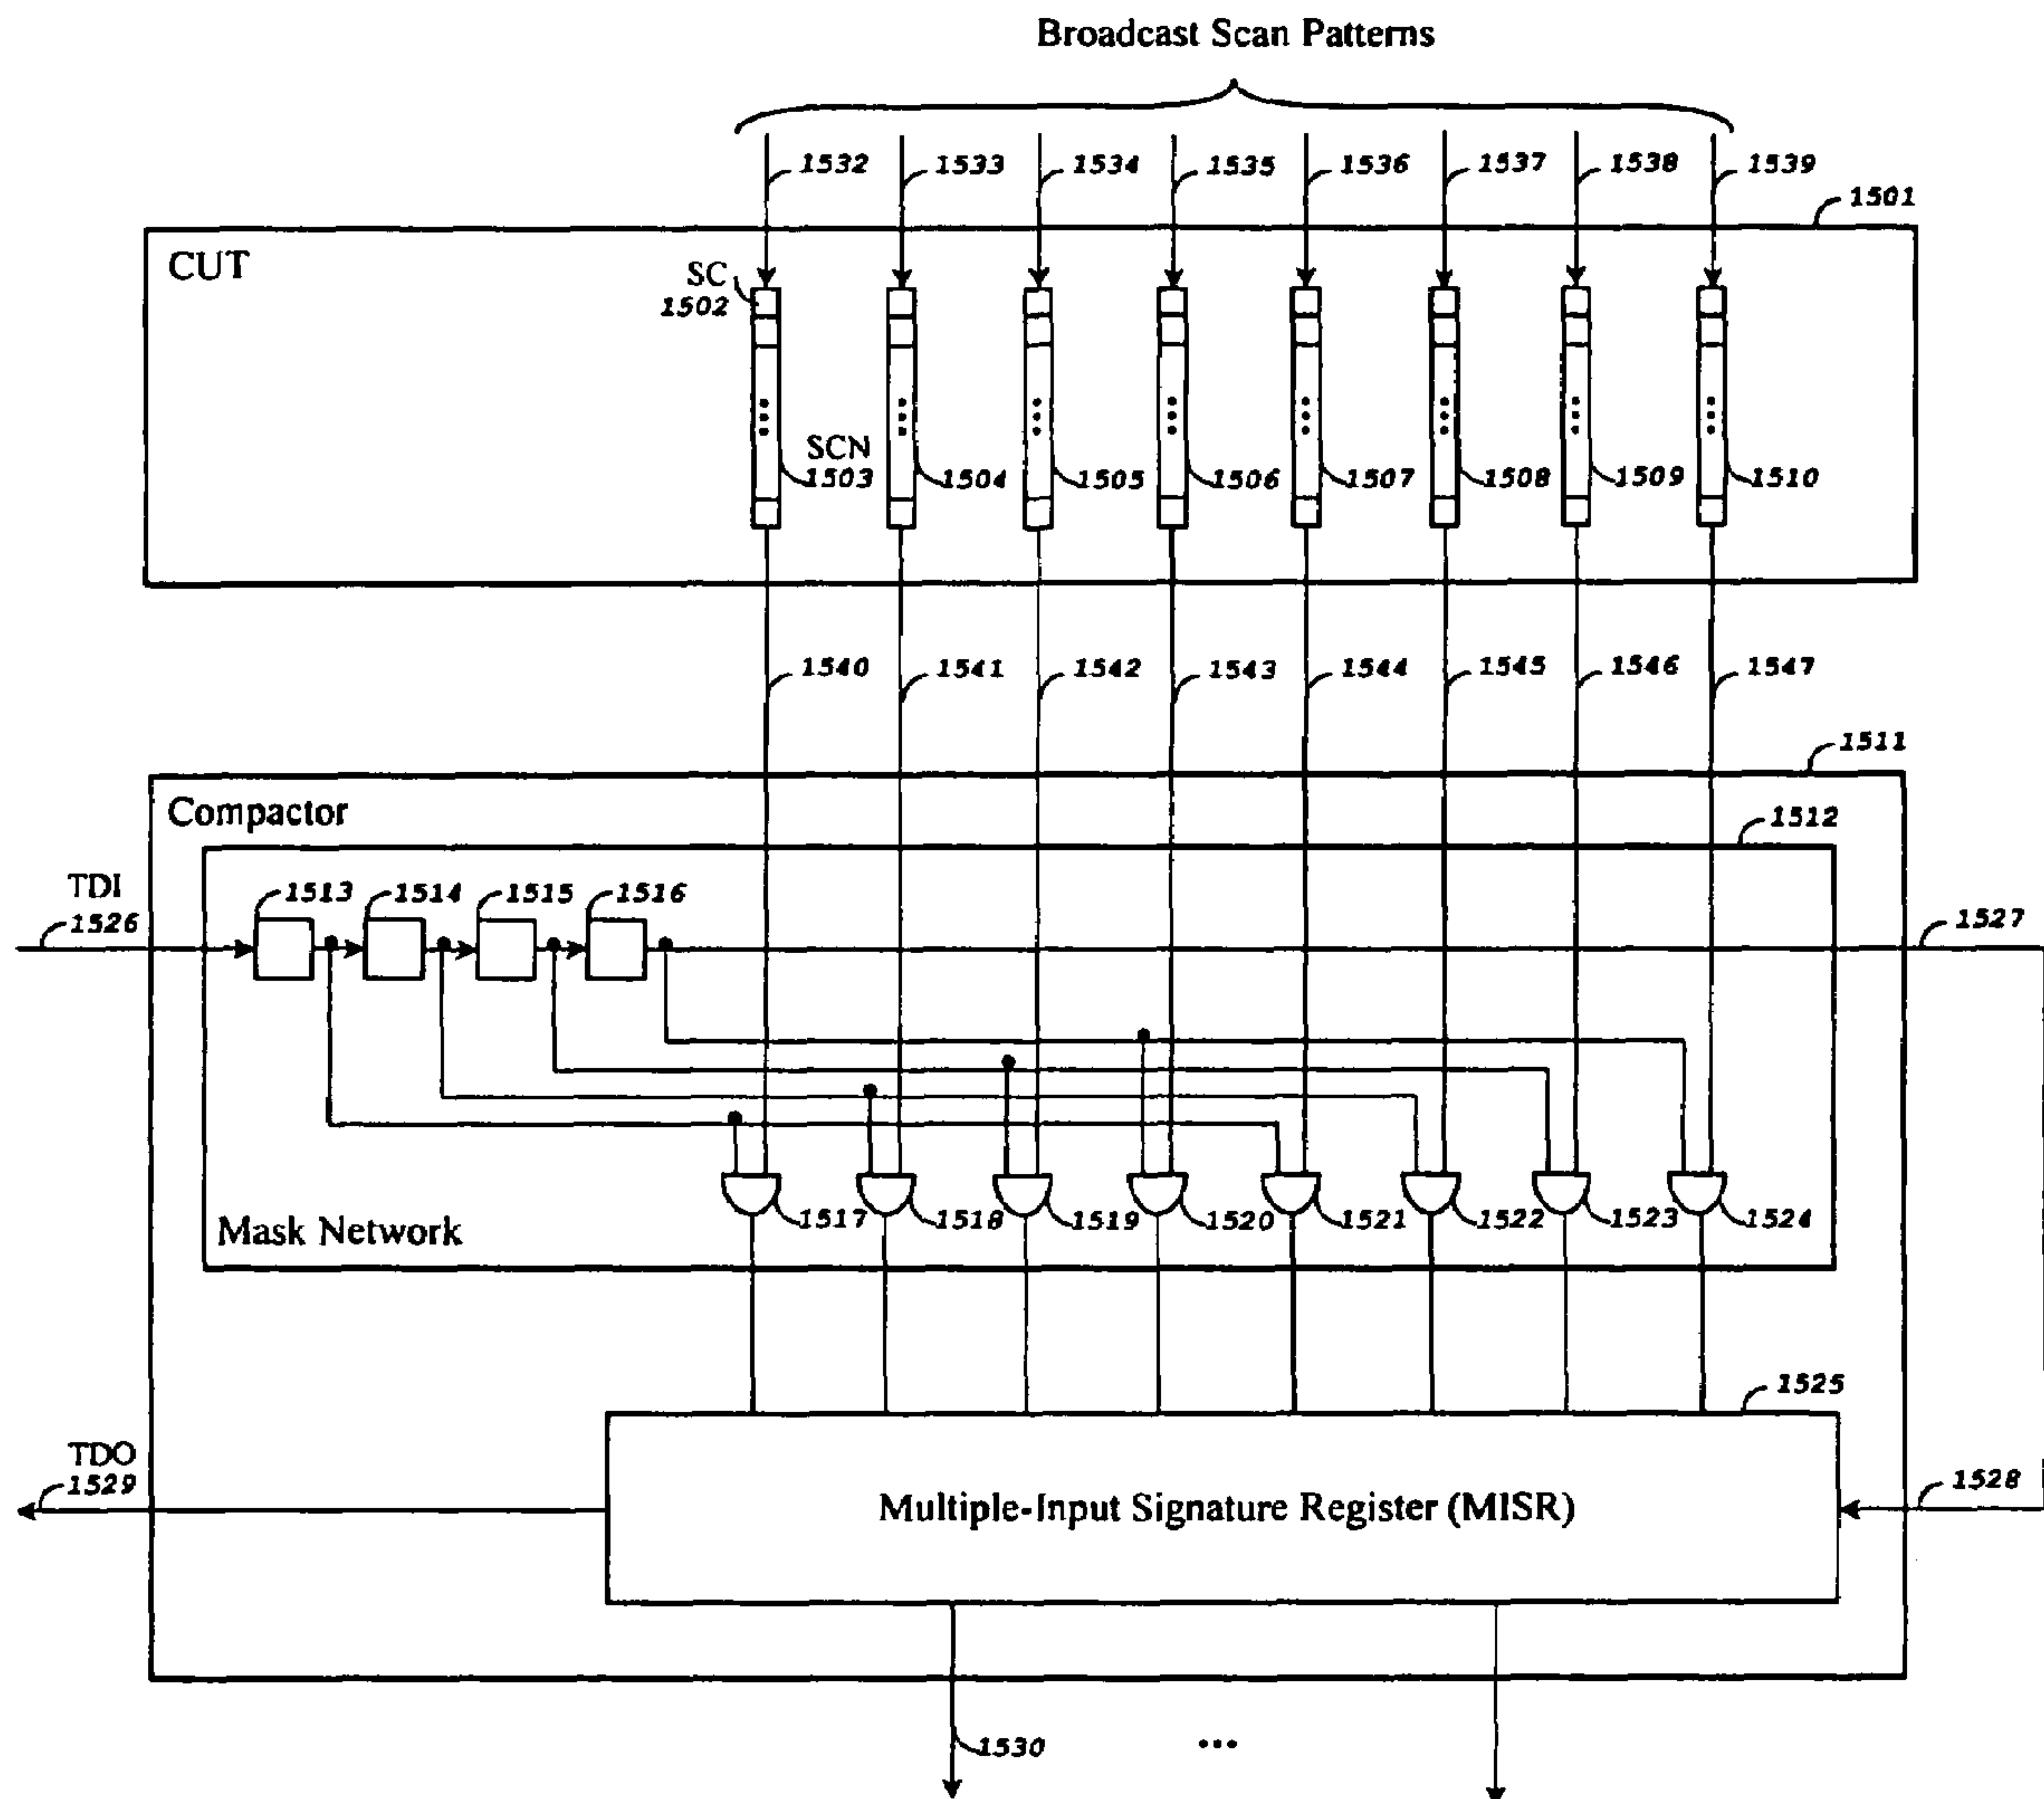 Broadcast Scan Patterns
1532 1533 1534 1535 1536 1537 1538 1539
1501
CUT
SC
1502
SCN
1503 1504 1505 1506 1507 1508 1509 1510
1540 1541 1542 1543 1544 1545 1546 1547
1511
Compactor
1512
TDI
1526
1513 1514 1515 1516
1527
1517 1518 1519 1520 1521 1522 1523 1524
Mask Network
1525
TDO
1529
Multiple-Input Signature Register (MISR)
1528
1530 ...